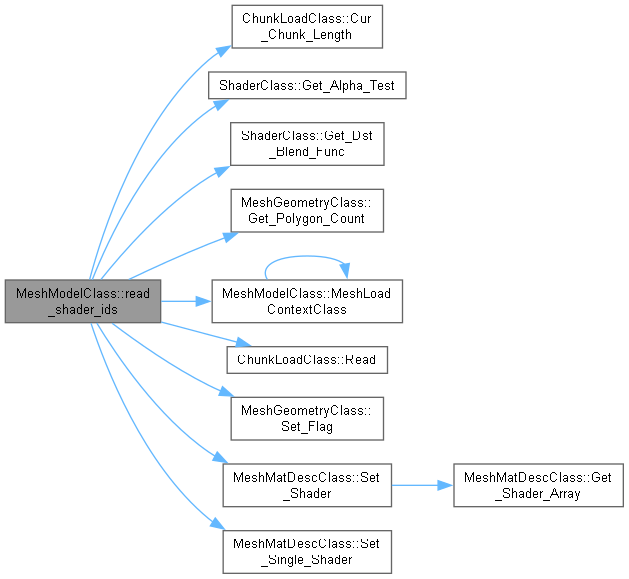 ChunkLoadClass::Cur
_Chunk_Length
ShaderClass::Get_Alpha_Test
ShaderClass::Get_Dst
_Blend_Func
MeshGeometryClass::
Get_Polygon_Count
MeshModelClass::read
_shader_ids
MeshModelClass::MeshLoad
ContextClass
ChunkLoadClass::Read
MeshGeometryClass::
Set_Flag
MeshMatDescClass::Set
_Shader
MeshMatDescClass::Get
_Shader_Array
MeshMatDescClass::Set
_Single_Shader